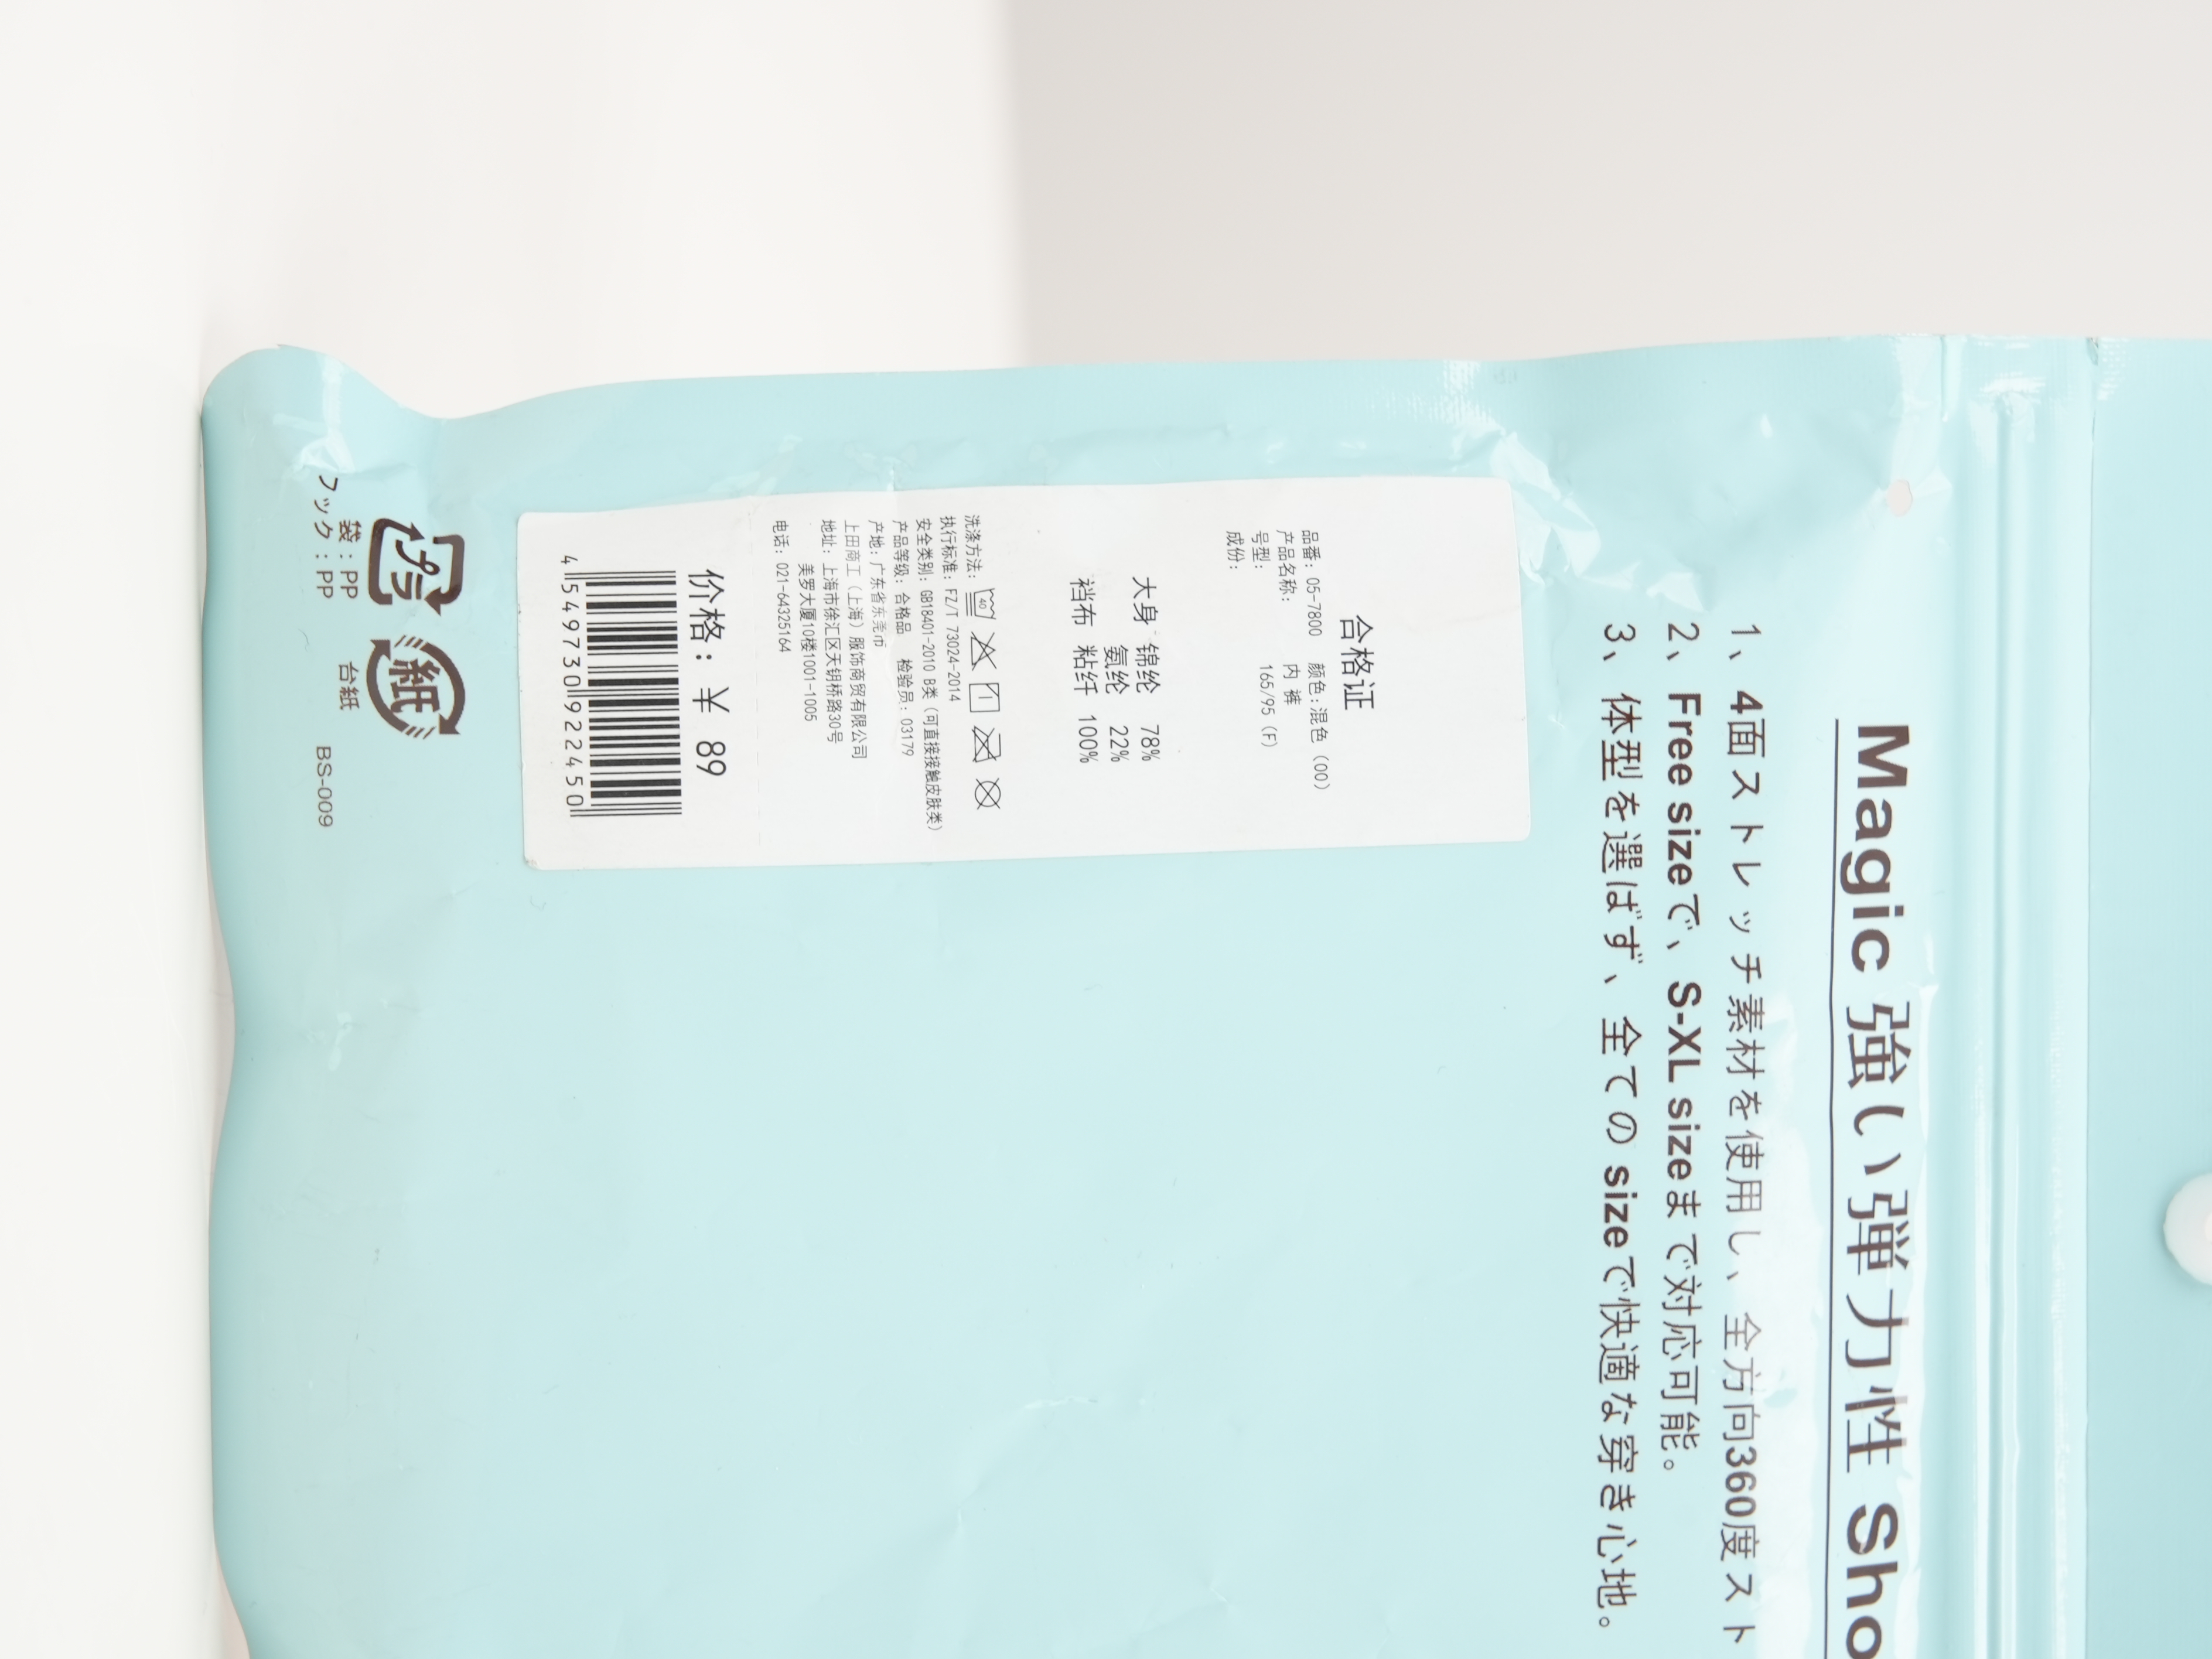 Magic 強い弾力性 Sho
1、4面ストレッチ素材を使用し、全方向360度スト
2、Free sizeで、S-XL sizeまで対応可能。
3、体型を選ばず、全ての sizeで快適な穿き心地。
合格证
品番: 05-7800 颜色:混色 (00)
产品名称: 内 裤
号型: 165/95 (F)
成份:
大身 锦纶 78%
氨纶 22%
裆布 粘纤 100%
洗涤方法: 40
执行标准: FZ/T 73024-2014
安全类别: GB18401-2010 B类 (可直接接触皮肤类)
产品等级: 合格品 检验员: 03179
产地: 广东省东莞市
上田商工 (上海) 服饰商贸有限公司
地址: 上海市徐汇区天钥桥路30号
美罗大厦10楼1001-1005
电话: 021-64325164
价格: ￥ 89
4 549730 922450
プラ 紙
袋:PP 台紙
フック:PP BS-009